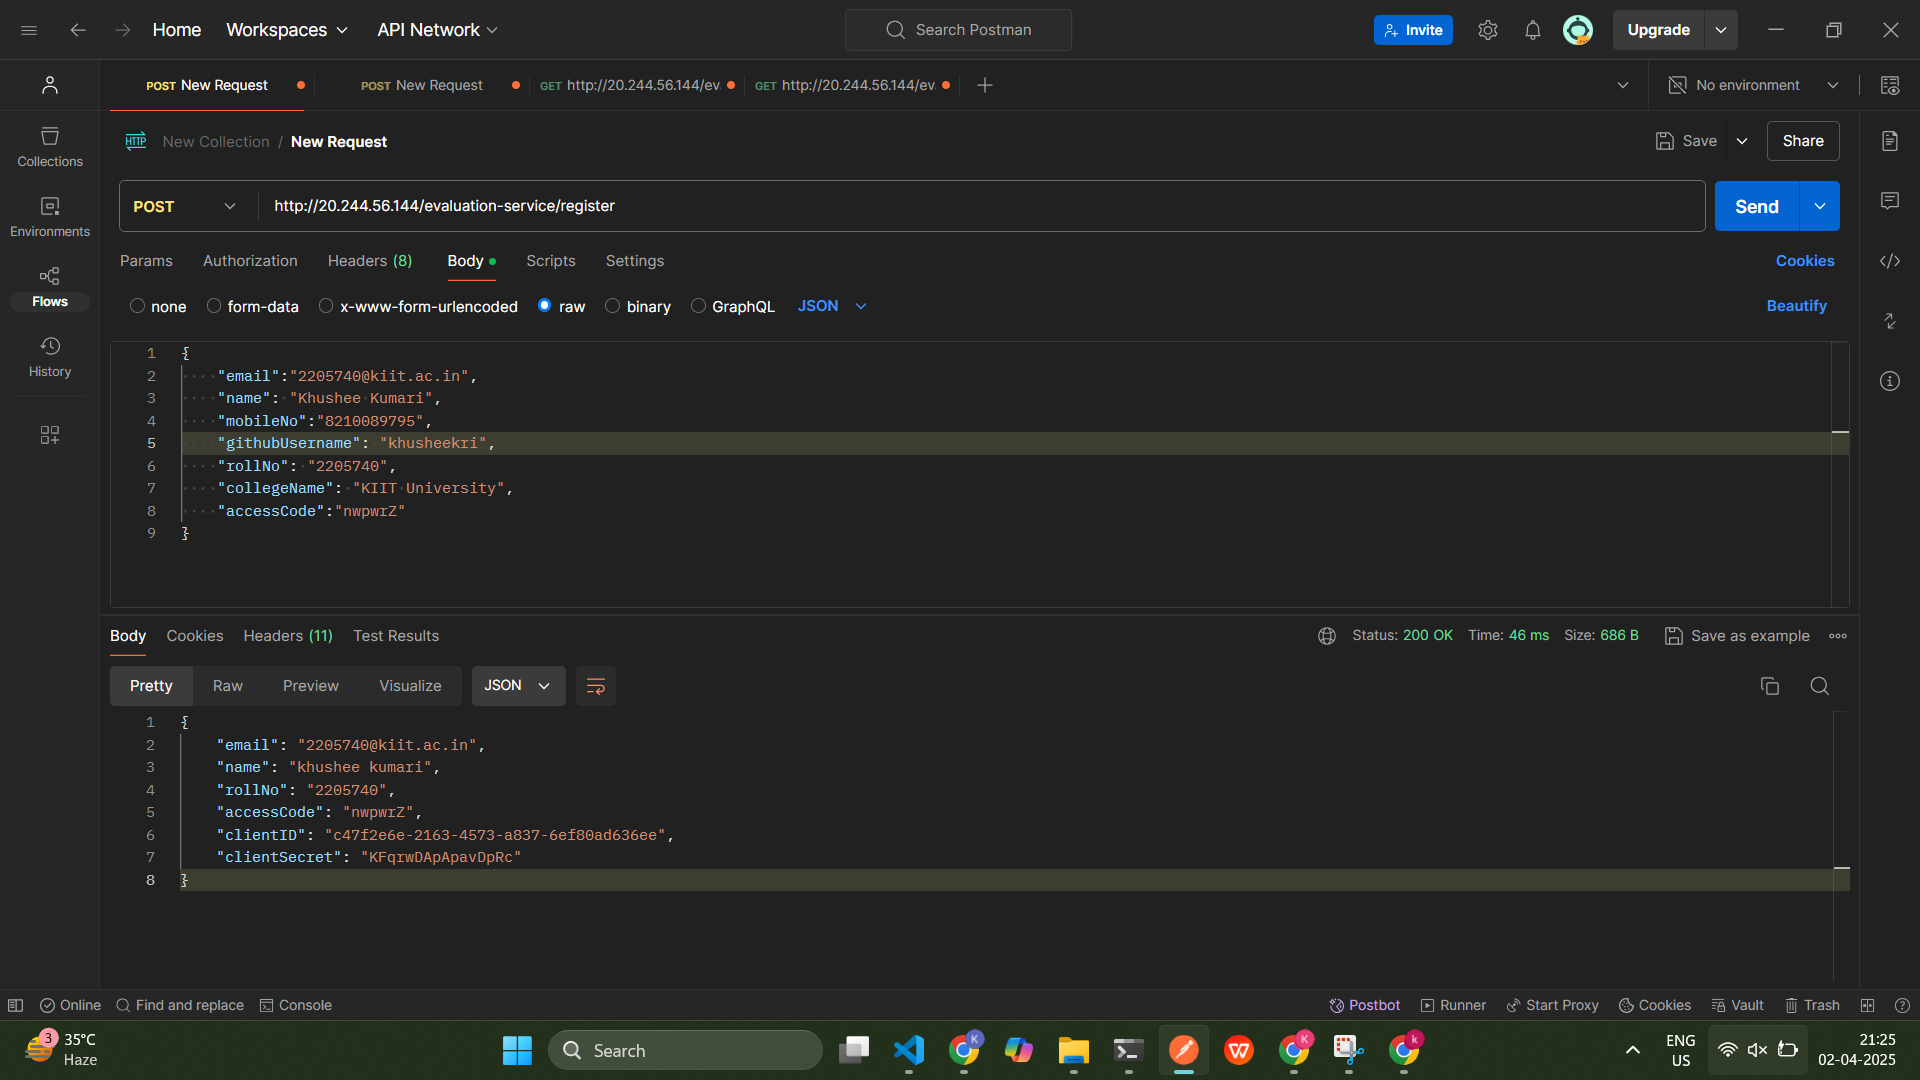 Home
Workspaces
API Network
Search Postman
Invite
Upgrade
POST New Request
POST New Request
GET http://20.244.56.144/ev
GET http://20.244.56.144/ev
No environment
Collections
Environments
Flows
History
HTTP
New Collection / New Request
Save
Share
POST
http://20.244.56.144/evaluation-service/register
Send
Params
Authorization
Headers (8)
Body
Scripts
Settings
Cookies
none
form-data
x-www-form-urlencoded
raw
binary
GraphQL
JSON
Beautify
1 {
2 "email":"2205740@kiit.ac.in",
3 "name": "Khushee Kumari",
4 "mobileNo":"8210089795",
5 "githubUsername": "khusheekri",
6 "rollNo": "2205740",
7 "collegeName": "KIIT University",
8 "accessCode":"nwpwrZ"
9 }
Body
Cookies
Headers (11)
Test Results
Status: 200 OK
Time: 46 ms
Size: 686 B
Save as example
Pretty
Raw
Preview
Visualize
JSON
1 {
2 "email": "2205740@kiit.ac.in",
3 "name": "khushee kumari",
4 "rollNo": "2205740",
5 "accessCode": "nwpwrZ",
6 "clientID": "c47f2e6e-2163-4573-a837-6ef80ad636ee",
7 "clientSecret": "KFqrwDApApavDpRc"
8 }
Online
Find and replace
Console
Postbot
Runner
Start Proxy
Cookies
Vault
Trash
3
35°C
Haze
Search
K
W
K
k
ENG
US
21:25
02-04-2025